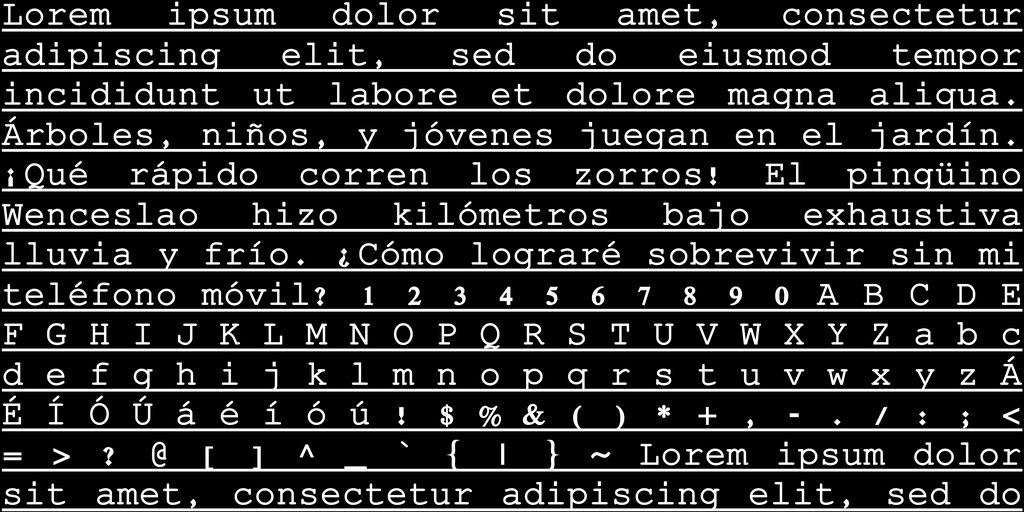 Lorem ipsum dolor sit amet, consectetur
adipiscing elit, sed do eiusmod tempor
incididunt ut labore et dolore magna aliqua.
Árboles, niños, y jóvenes juegan en el jardín.
¡Qué rápido corren los zorros! El pingüino
Wenceslao hizo kilómetros bajo exhaustiva
lluvia y frío. ¿Cómo lograré sobrevivir sin mi
teléfono móvil? 1 2 3 4 5 6 7 8 9 0 A B C D E
F G H I J K L M N O P Q R S T U V W X Y Z a b c
d e f g h i j k l m n o p q r s t u v w x y z Á
É Í Ó Ú á é í ó ú ! $ % & ( ) * + , - . / : ; <
= > ? @ [ ] ^ _ ` { | } ~ Lorem ipsum dolor
sit amet, consectetur adipiscing elit, sed do